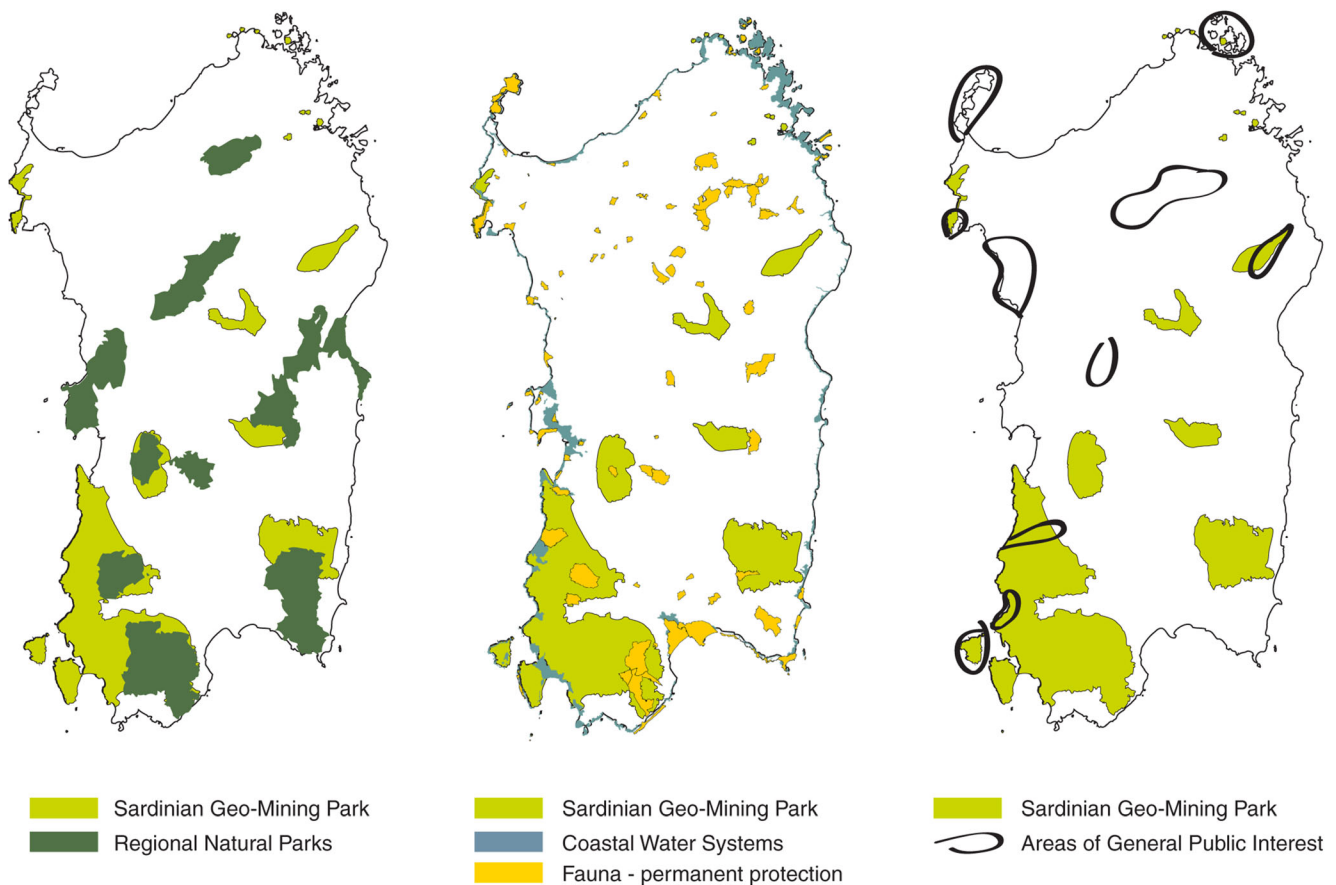 Sardinian Geo-Mining Park
Regional Natural Parks
Sardinian Geo-Mining Park
Coastal Water Systems
Fauna - permanent protection
Sardinian Geo-Mining Park
Areas of General Public Interest